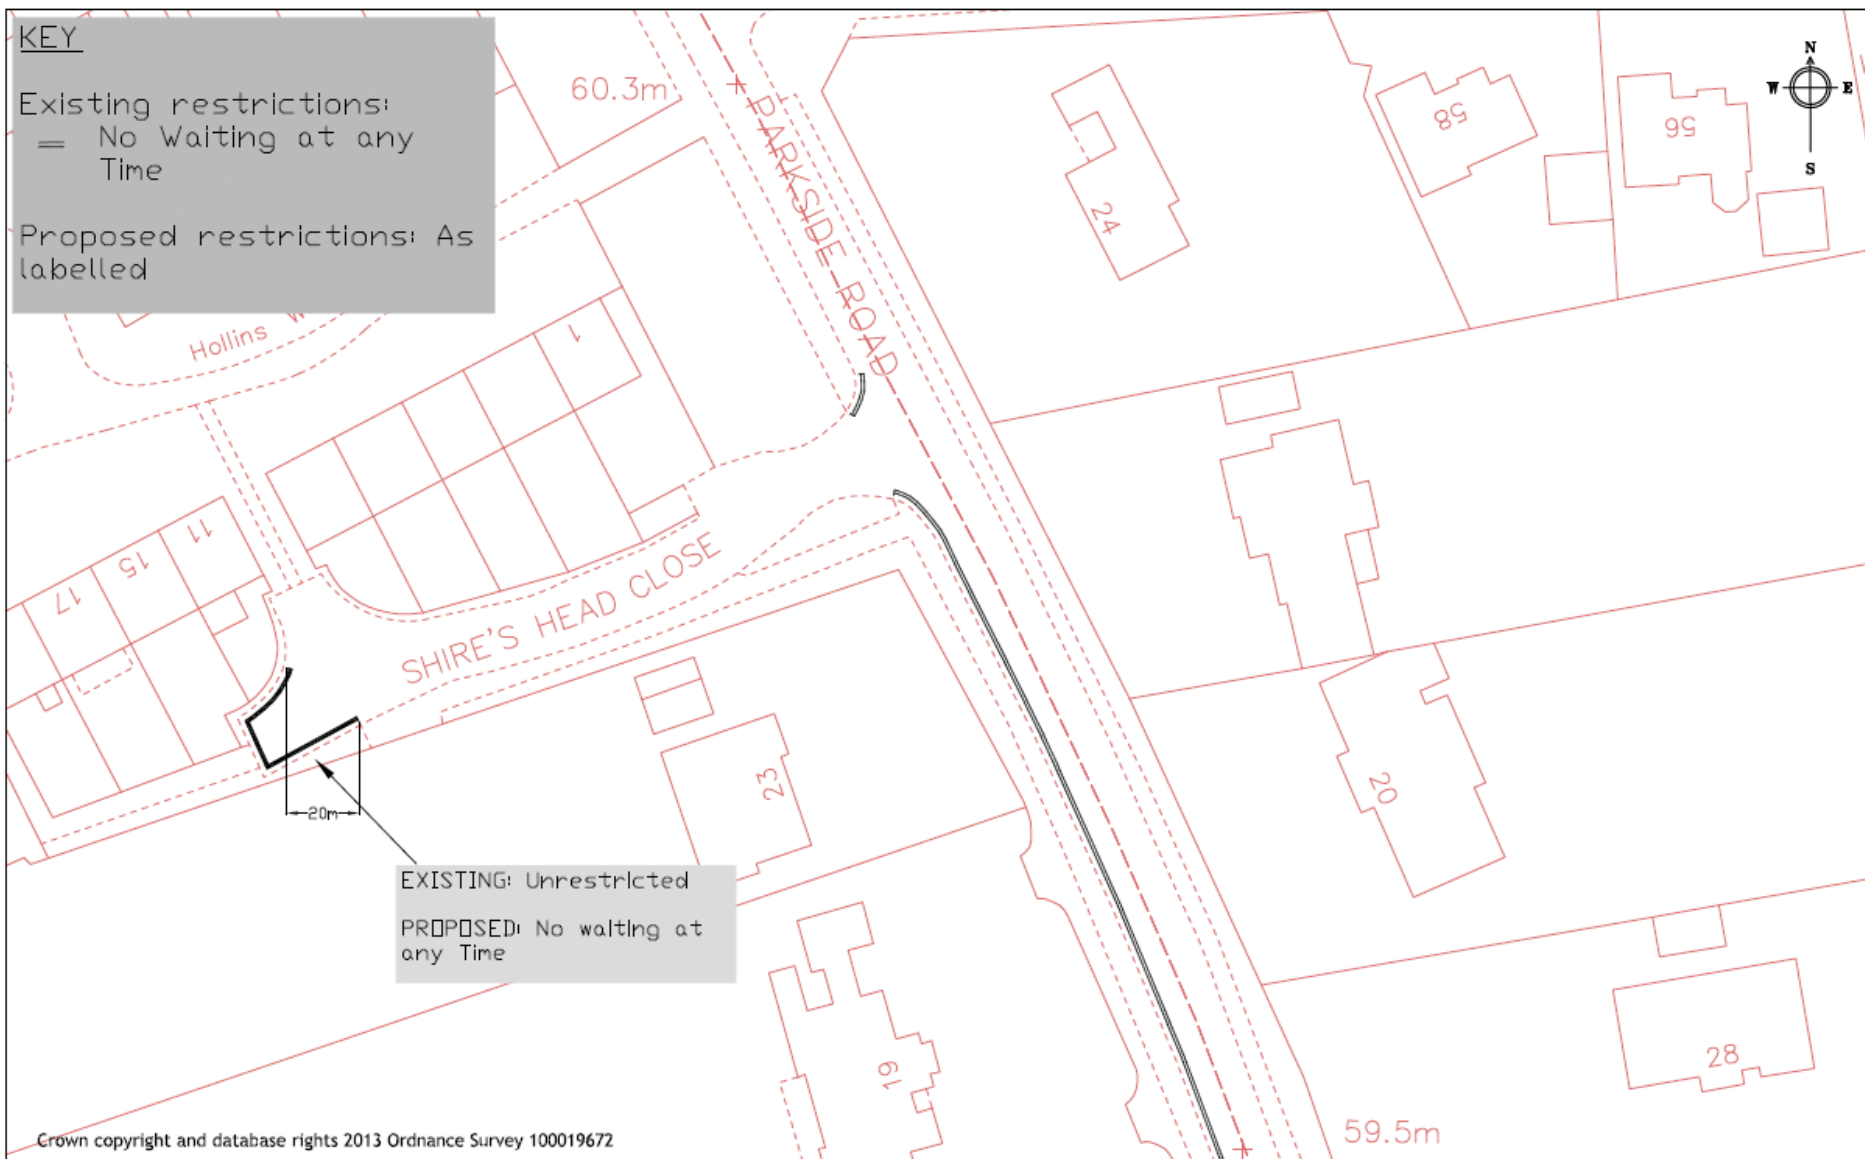 KEY
Existing restrictions:
= No Waiting at any
Time
Proposed restrictions: As
labelled
60.3m
PARKSIDE ROAD
N
W E
S
58
56
24
Hollins
1
11
15
17
SHIRE'S HEAD CLOSE
20m
23
20
EXISTING: Unrestricted
PROPOSED: No waiting at
any Time
19
28
59.5m
Crown copyright and database rights 2013 Ordnance Survey 100019672